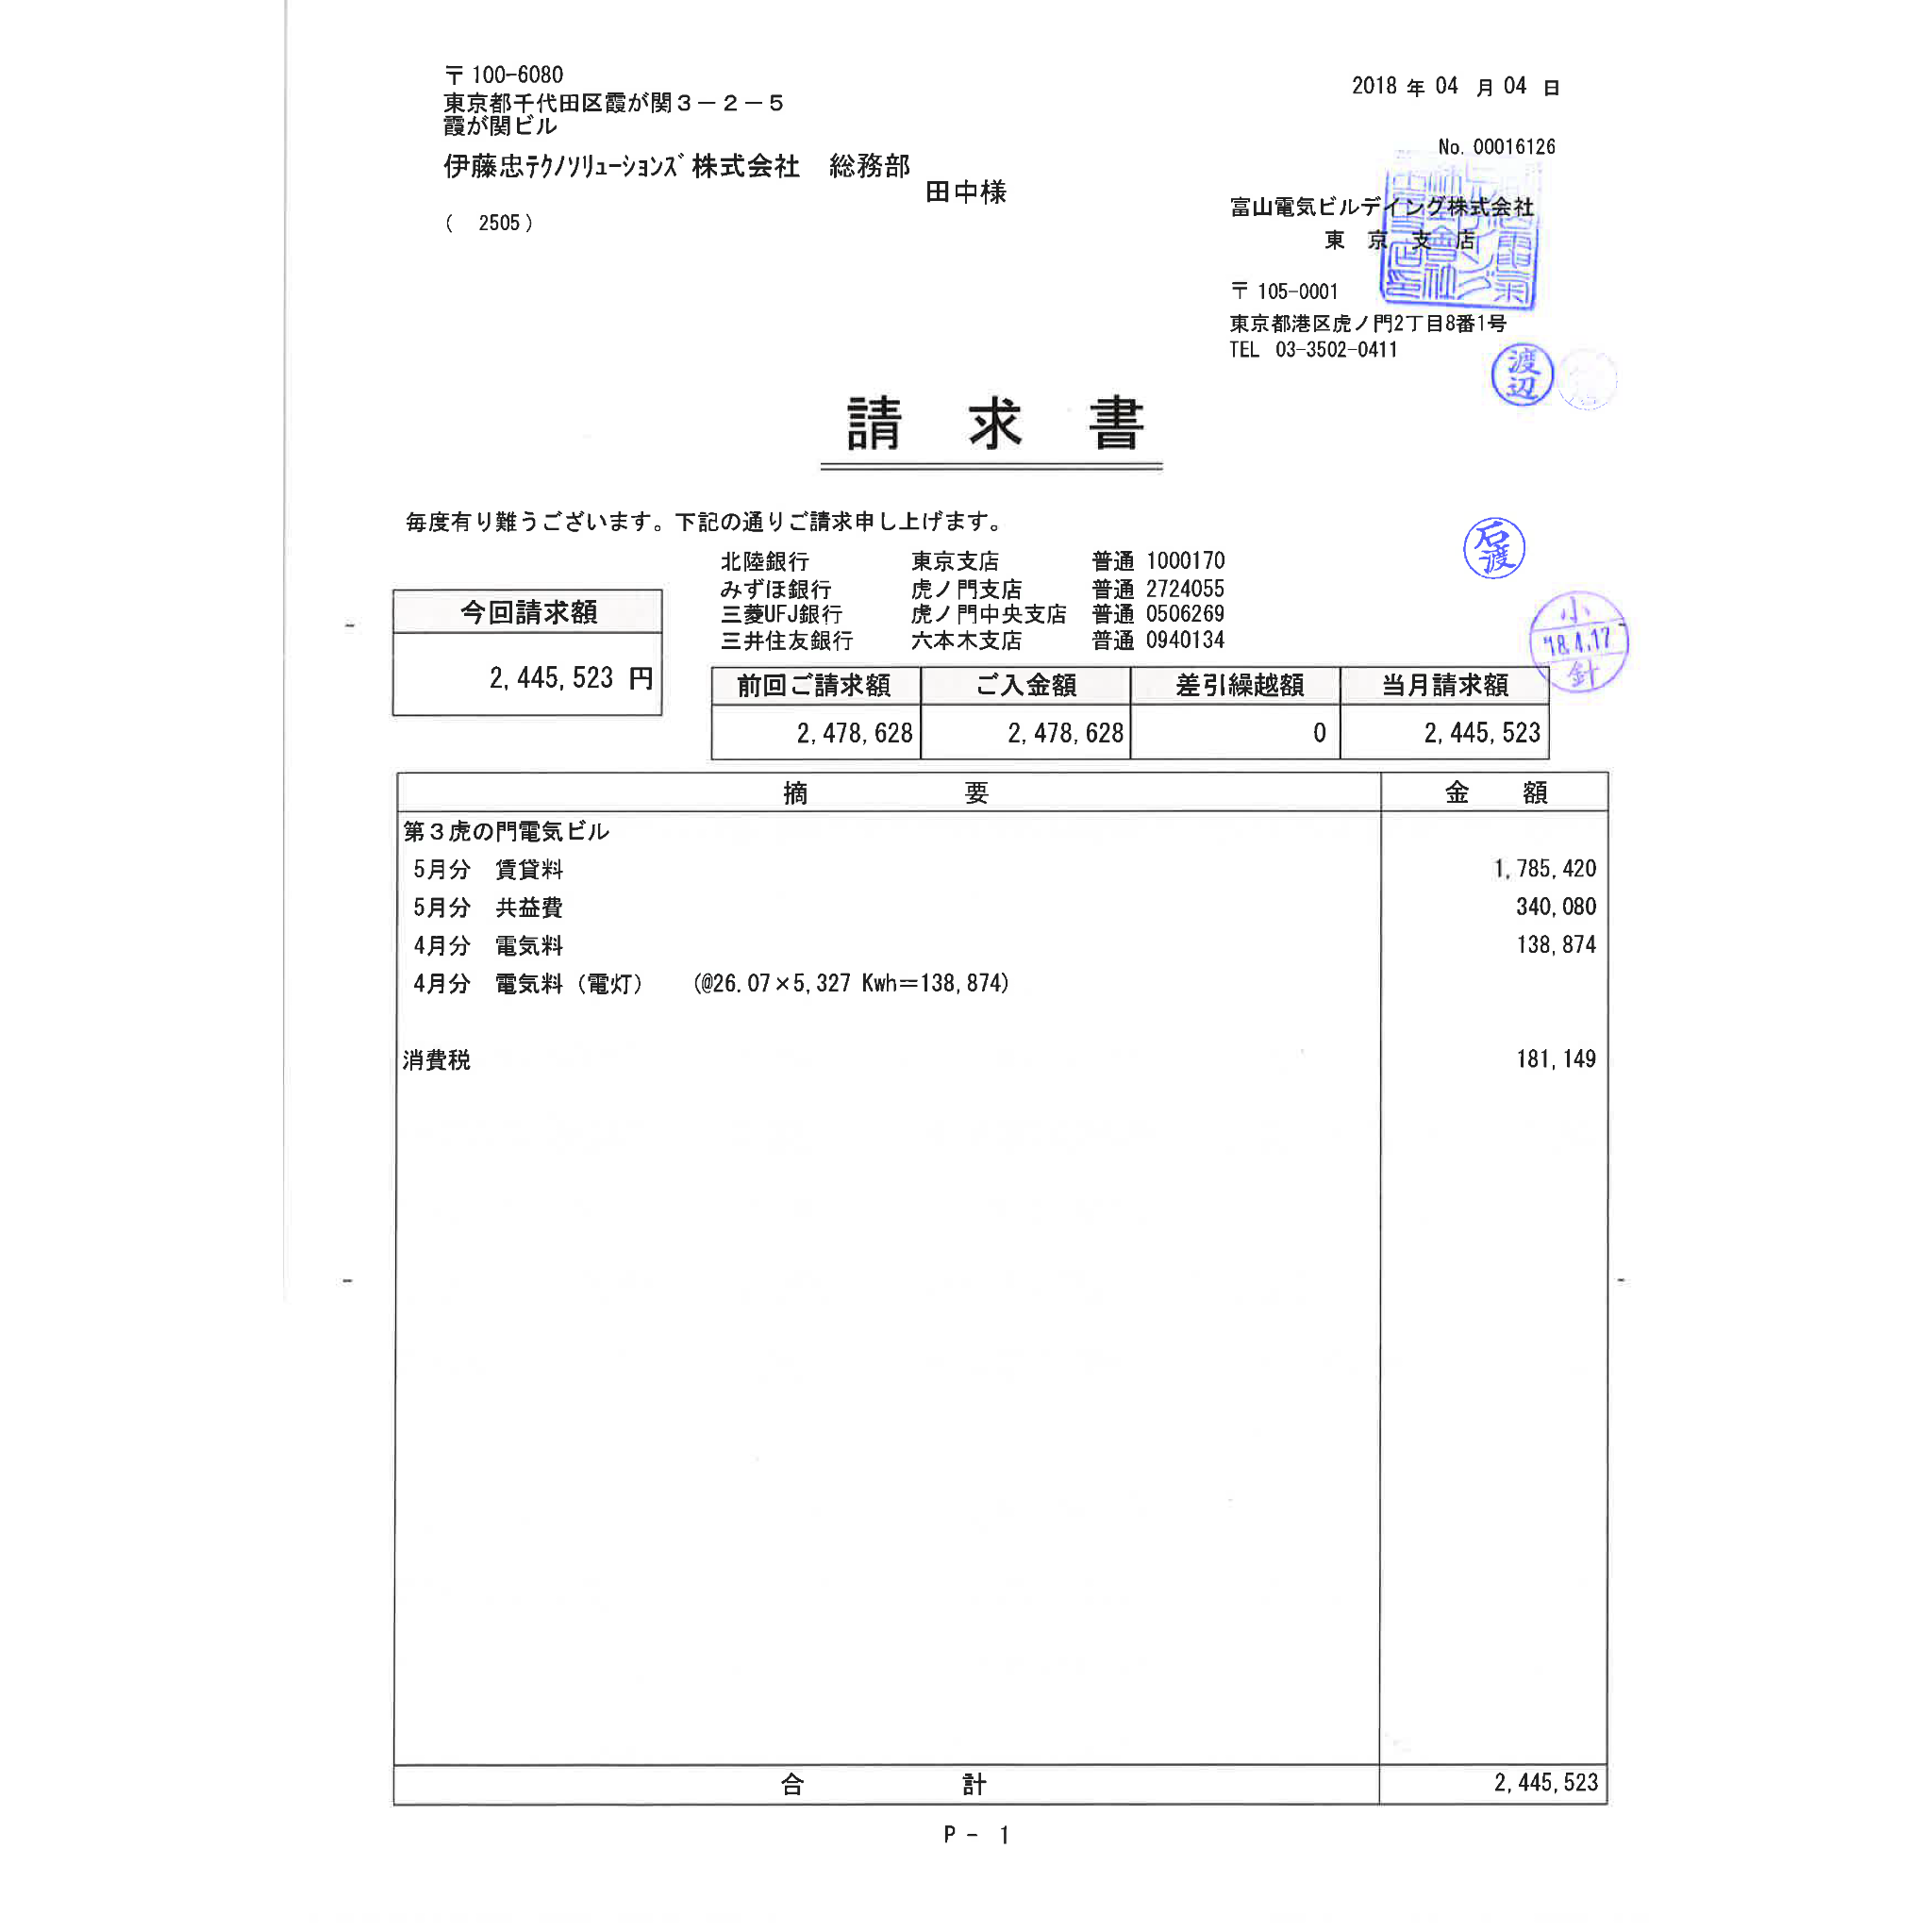 〒 100-6080
東京都千代田区霞が関３－２－５
霞が関ビル
伊藤忠ﾃｸﾉｿﾘｭｰｼｮﾝｽﾞ株式会社 総務部
田中様
( 2505)
2018 年 04 月 04 日
No. 00016126
富山電気ビルデイング株式会社
東 京 支 店
〒 105-0001
東京都港区虎ノ門2丁目8番1号
TEL 03-3502-0411
渡辺
請 求 書
毎度有り難うございます。下記の通りご請求申し上げます。
石渡
北陸銀行 東京支店 普通 1000170
みずほ銀行 虎ノ門支店 普通 2724055
三菱UFJ銀行 虎ノ門中央支店 普通 0506269
三井住友銀行 六本木支店 普通 0940134
小
'18.4.17
針
今回請求額
2,445,523 円
前回ご請求額 ご入金額 差引繰越額 当月請求額
2,478,628 2,478,628 0 2,445,523
摘 要 金 額
第３虎の門電気ビル
5月分 賃貸料 1,785,420
5月分 共益費 340,080
4月分 電気料 138,874
4月分 電気料（電灯） (@26.07×5,327 Kwh＝138,874)
消費税 181,149
合 計 2,445,523
P - 1